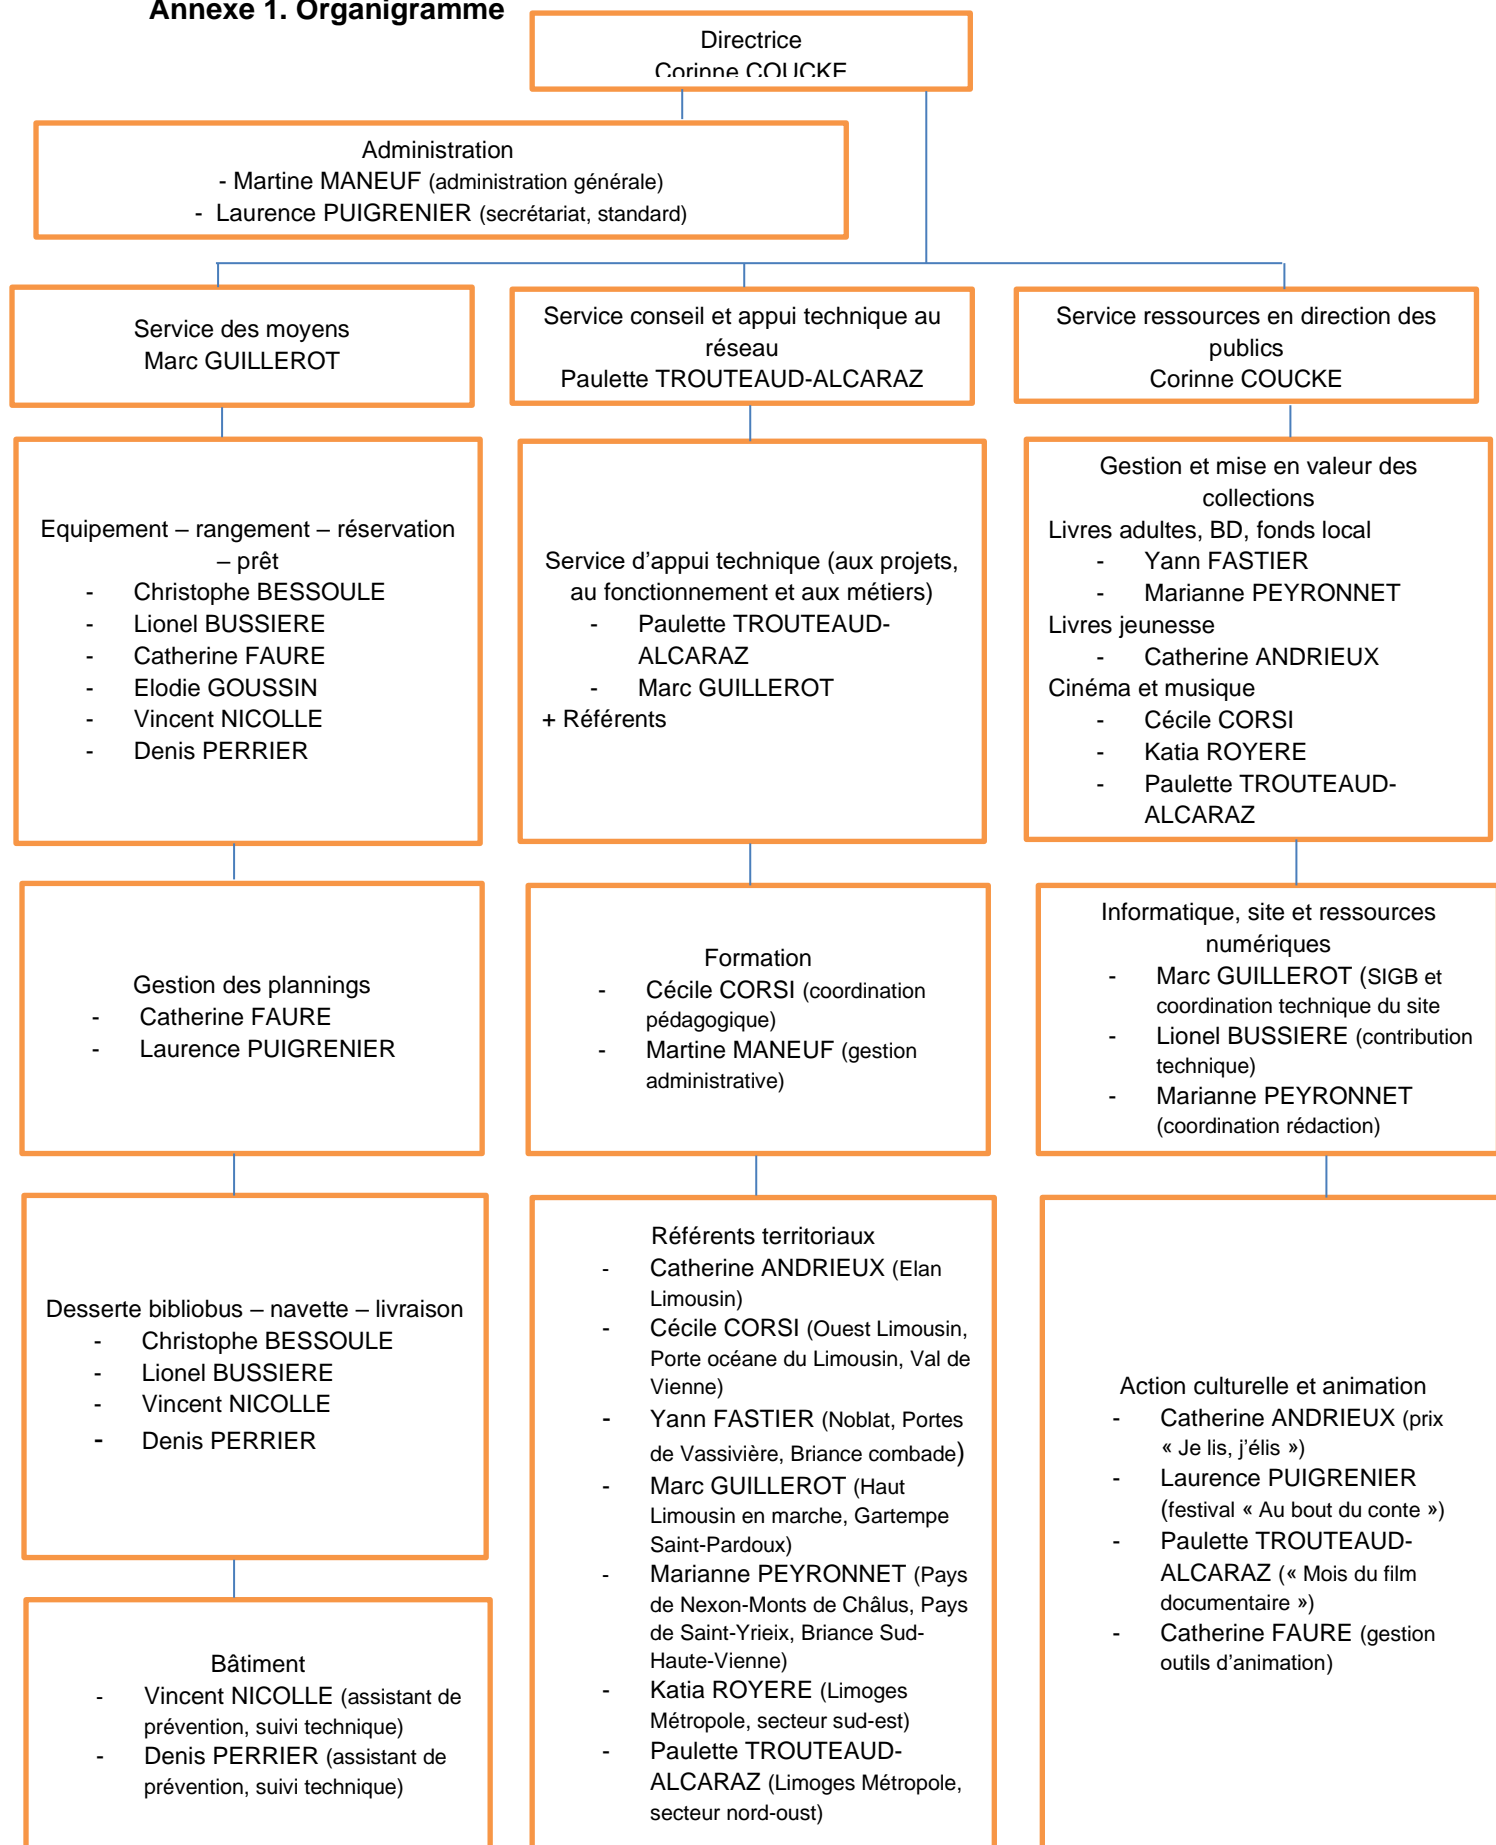 Annexe 1. Organigramme
Directrice
Corinne COUCKE
Administration
- Martine MANEUF (administration générale)
- Laurence PUIGRENIER (secrétariat, standard)
Service des moyens
Marc GUILLEROT
Service conseil et appui technique au
réseau
Paulette TROUTEAUD-ALCARAZ
Service ressources en direction des
publics
Corinne COUCKE
Equipement – rangement – réservation
– prêt
- Christophe BESSOULE
- Lionel BUSSIERE
- Catherine FAURE
- Elodie GOUSSIN
- Vincent NICOLLE
- Denis PERRIER
Service d’appui technique (aux projets,
au fonctionnement et aux métiers)
- Paulette TROUTEAUD-
ALCARAZ
- Marc GUILLEROT
+ Référents
Gestion et mise en valeur des
collections
Livres adultes, BD, fonds local
- Yann FASTIER
- Marianne PEYRONNET
Livres jeunesse
- Catherine ANDRIEUX
Cinéma et musique
- Cécile CORSI
- Katia ROYERE
- Paulette TROUTEAUD-
ALCARAZ
Gestion des plannings
- Catherine FAURE
- Laurence PUIGRENIER
Formation
- Cécile CORSI (coordination
pédagogique)
- Martine MANEUF (gestion
administrative)
Informatique, site et ressources
numériques
- Marc GUILLEROT (SIGB et
coordination technique du site
- Lionel BUSSIERE (contribution
technique)
- Marianne PEYRONNET
(coordination rédaction)
Desserte bibliobus – navette – livraison
- Christophe BESSOULE
- Lionel BUSSIERE
- Vincent NICOLLE
- Denis PERRIER
Référents territoriaux
- Catherine ANDRIEUX (Elan
Limousin)
- Cécile CORSI (Ouest Limousin,
Porte océane du Limousin, Val de
Vienne)
- Yann FASTIER (Noblat, Portes
de Vassivière, Briance combade)
- Marc GUILLEROT (Haut
Limousin en marche, Gartempe
Saint-Pardoux)
- Marianne PEYRONNET (Pays
de Nexon-Monts de Châlus, Pays
de Saint-Yrieix, Briance Sud-
Haute-Vienne)
- Katia ROYERE (Limoges
Métropole, secteur sud-est)
- Paulette TROUTEAUD-
ALCARAZ (Limoges Métropole,
secteur nord-oust)
Action culturelle et animation
- Catherine ANDRIEUX (prix
« Je lis, j’élis »)
- Laurence PUIGRENIER
(festival « Au bout du conte »)
- Paulette TROUTEAUD-
ALCARAZ (« Mois du film
documentaire »)
- Catherine FAURE (gestion
outils d’animation)
Bâtiment
- Vincent NICOLLE (assistant de
prévention, suivi technique)
- Denis PERRIER (assistant de
prévention, suivi technique)